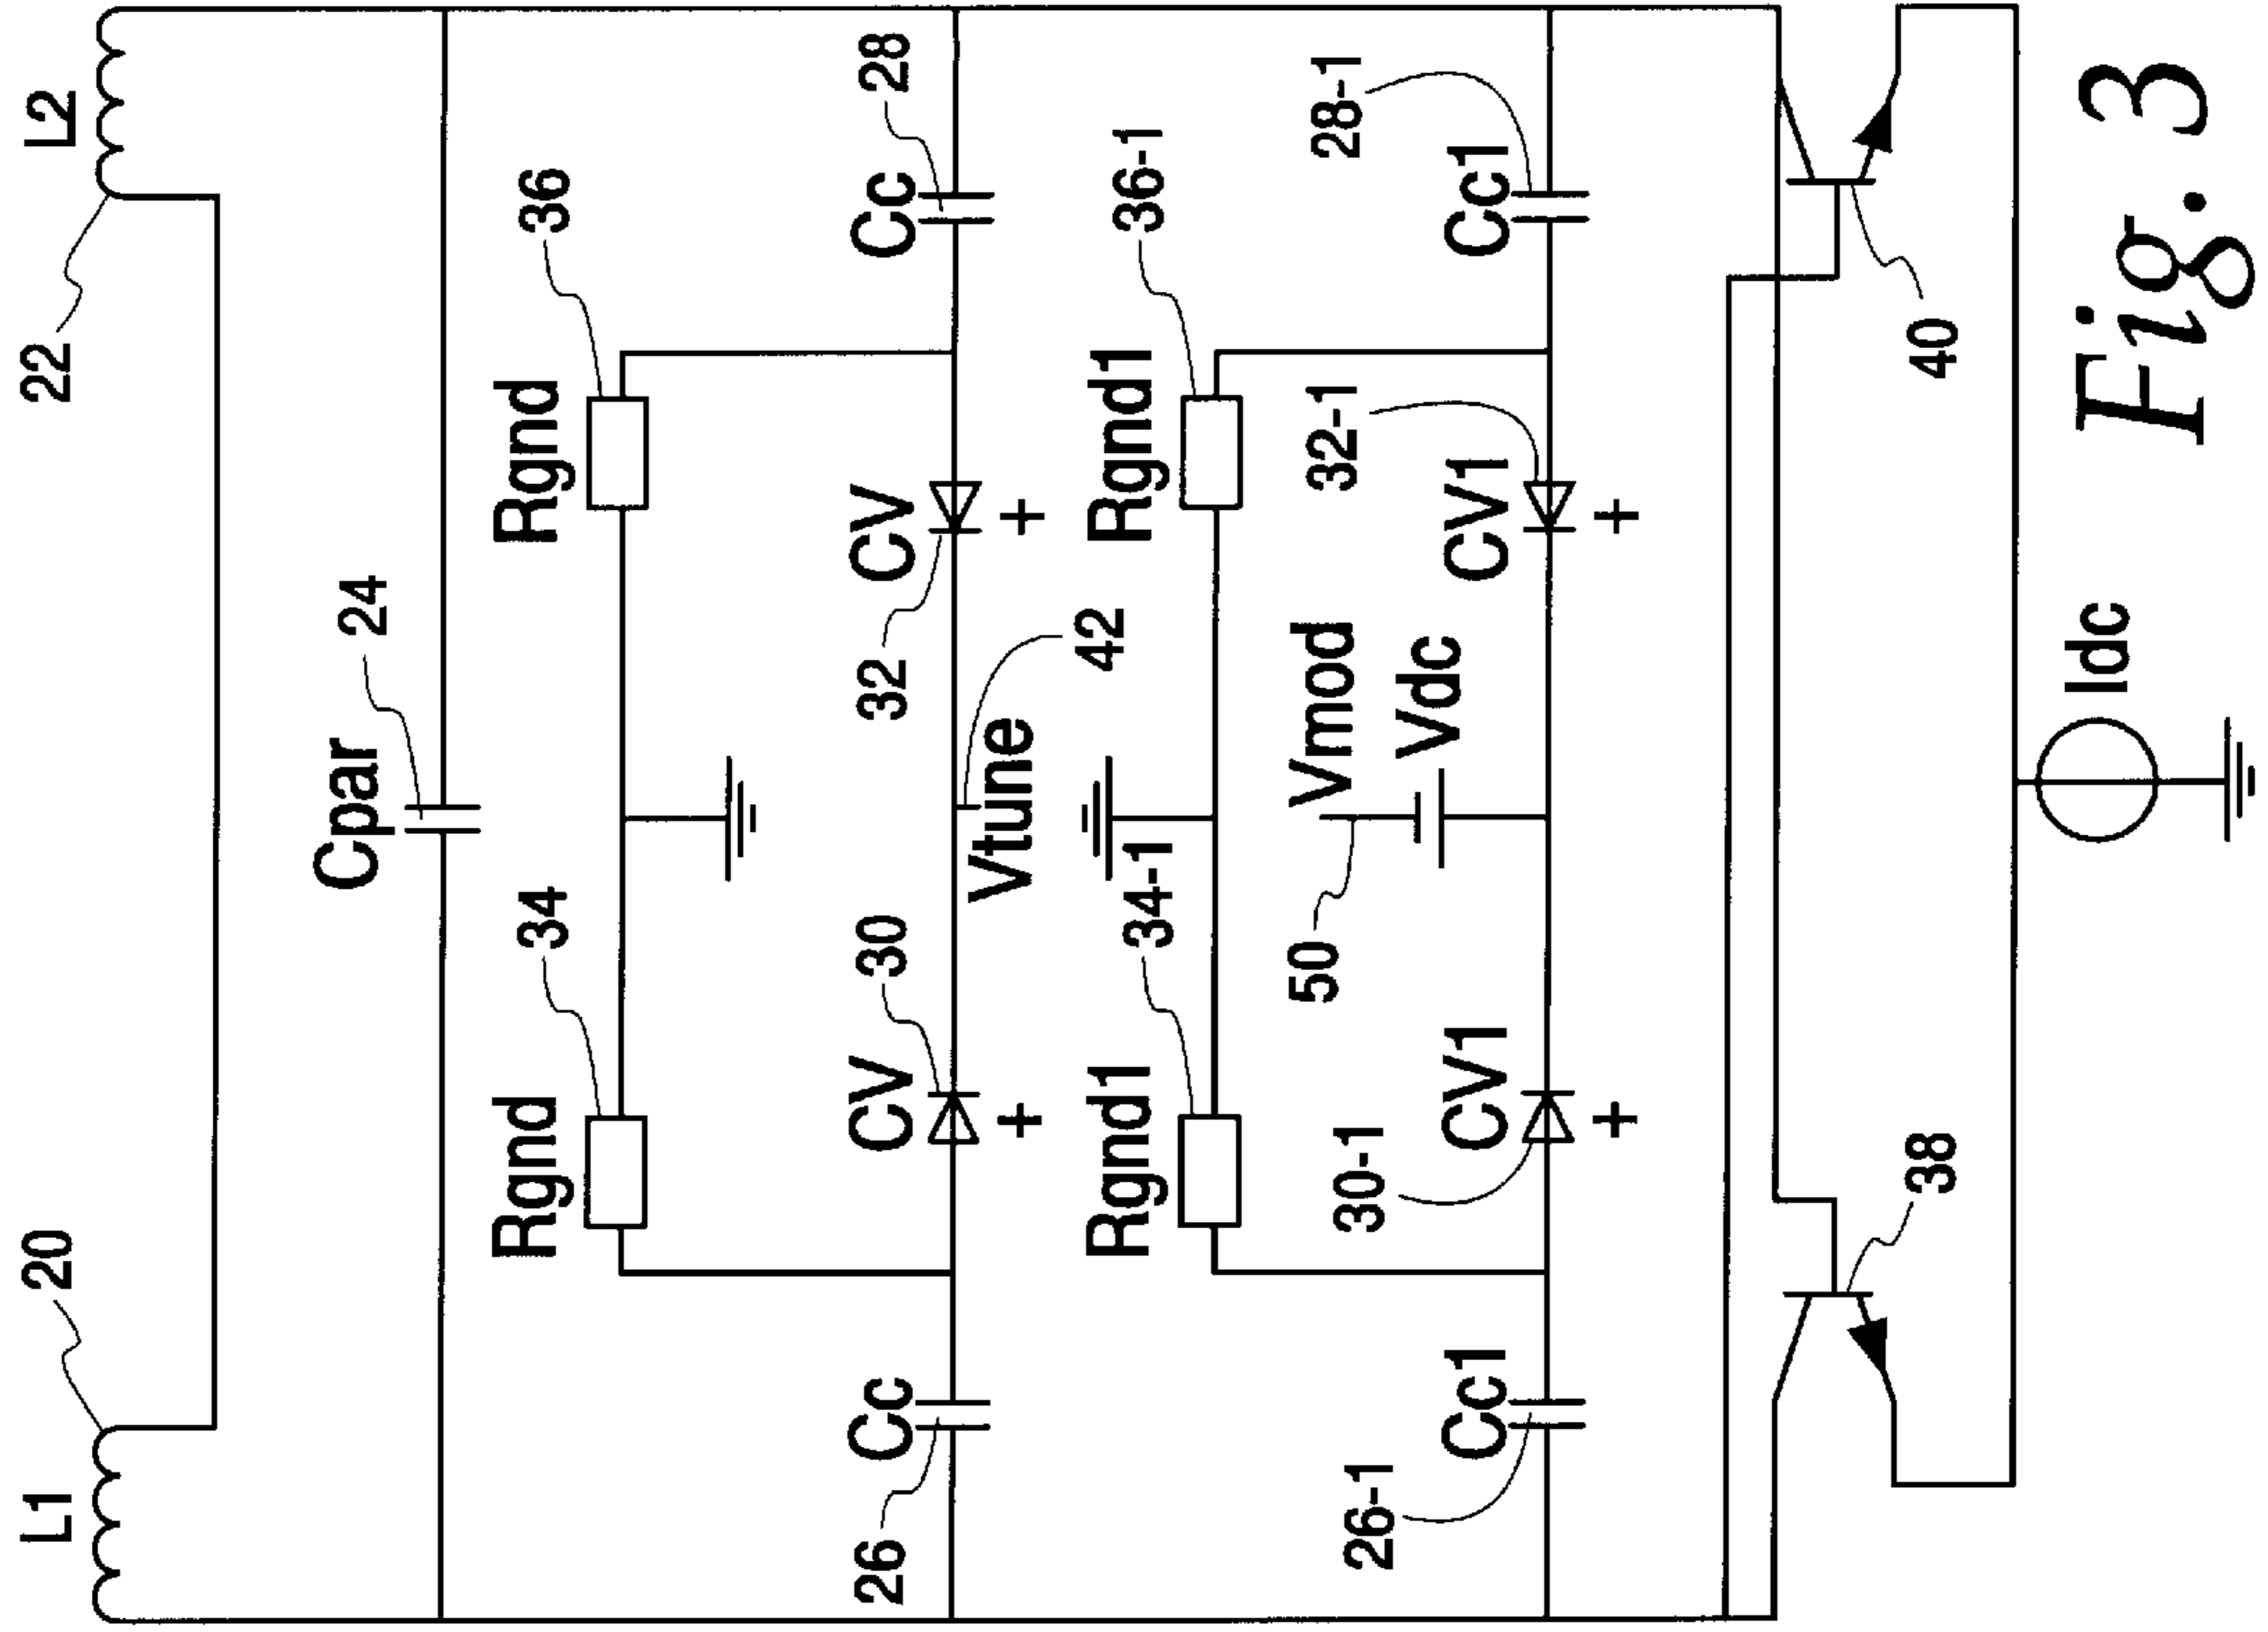 L1
20
22
L2
Cpar
24
Rgnd
34
Rgnd
36
Cc
26
CV
30
Vtune
42
CV
32
Cc
28
Rgnd1
34-1
Rgnd1
36-1
Cc1
26-1
CV1
30-1
50
Vmod
Vdc
CV1
32-1
Cc1
28-1
+
+
+
+
38
40
Idc
Fig. 3